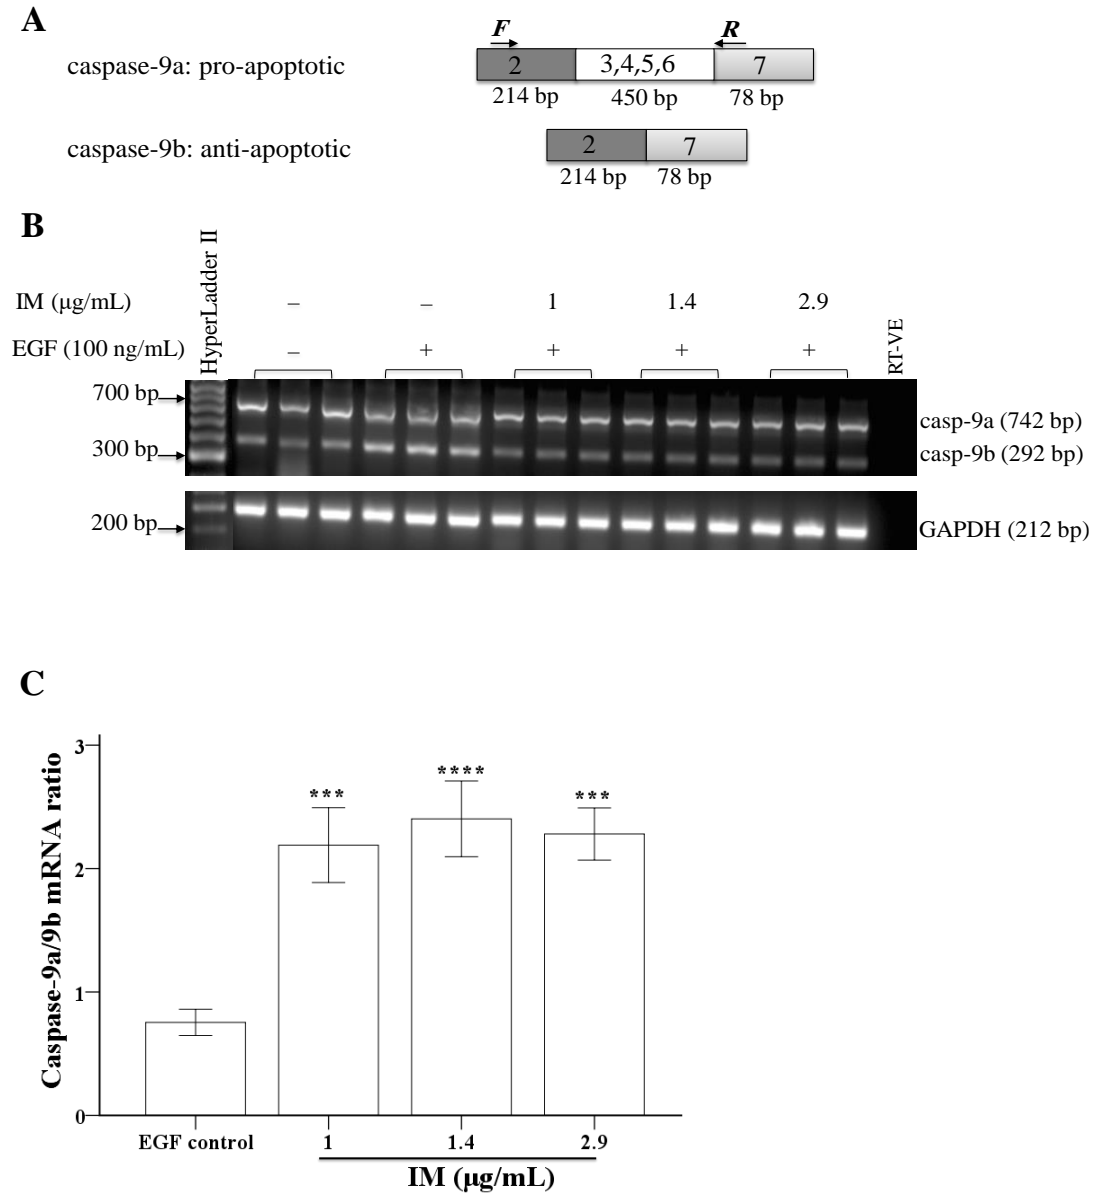 A
F R
caspase-9a: pro-apoptotic 2 3,4,5,6 7
214 bp 450 bp 78 bp
caspase-9b: anti-apoptotic 2 7
214 bp 78 bp
B
HyperLadder II
IM (μg/mL) – – 1 1.4 2.9
EGF (100 ng/mL) – + + + +
RT-VE
700 bp
casp-9a (742 bp)
300 bp
casp-9b (292 bp)
200 bp
GAPDH (212 bp)
C
Caspase-9a/9b mRNA ratio
3
2
1
0
*** **** ***
EGF control 1 1.4 2.9
IM (μg/mL)